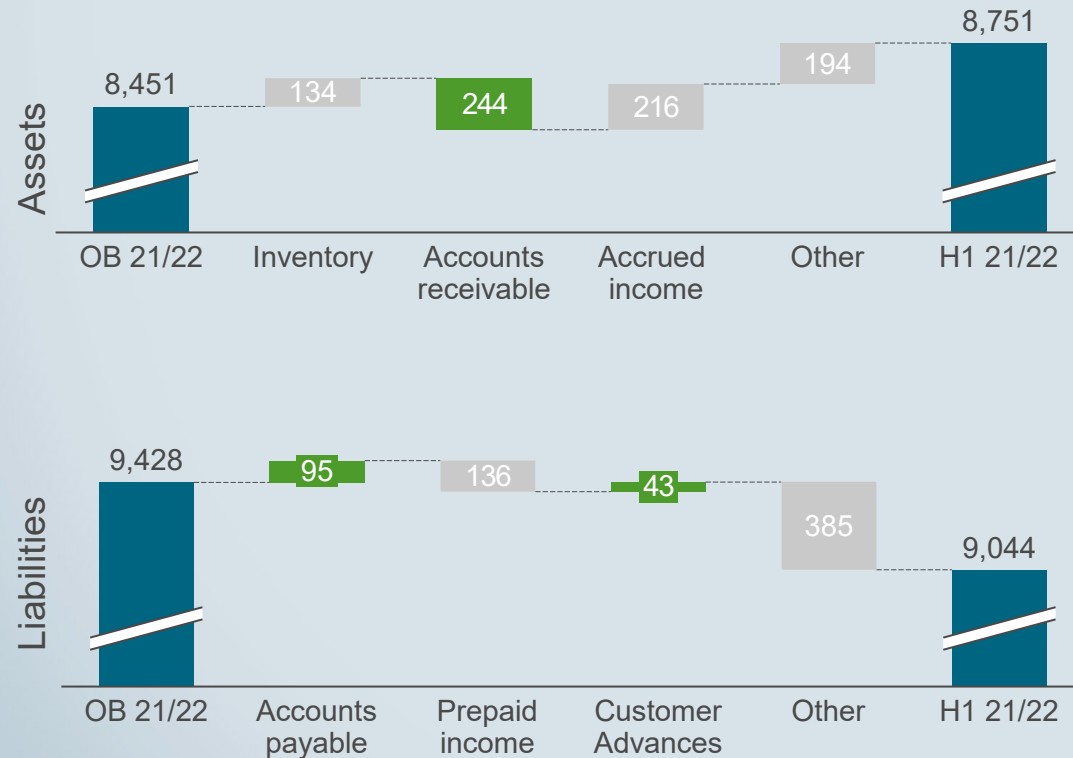 8,751
8,451
134
244
216
194
Assets
OB 21/22
Inventory
Accounts
receivable
Accrued
income
Other
H1 21/22
9,428
95
136
43
385
9,044
Liabilities
OB 21/22
Accounts
payable
Prepaid
income
Customer
Advances
Other
H1 21/22